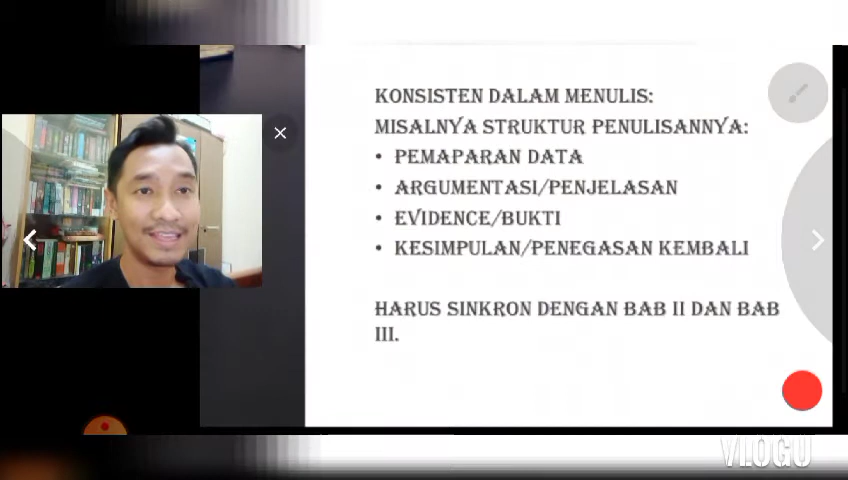 KONSISTEN DALAM MENULIS:
MISALNYA STRUKTUR PENULISANNYA:
• PEMAPARAN DATA
• ARGUMENTASI/PENJELASAN
• EVIDENCE/BUKTI
• KESIMPULAN/PENEGASAN KEMBALI
HARUS SINKRON DENGAN BAB II DAN BAB
III.
VLOGU